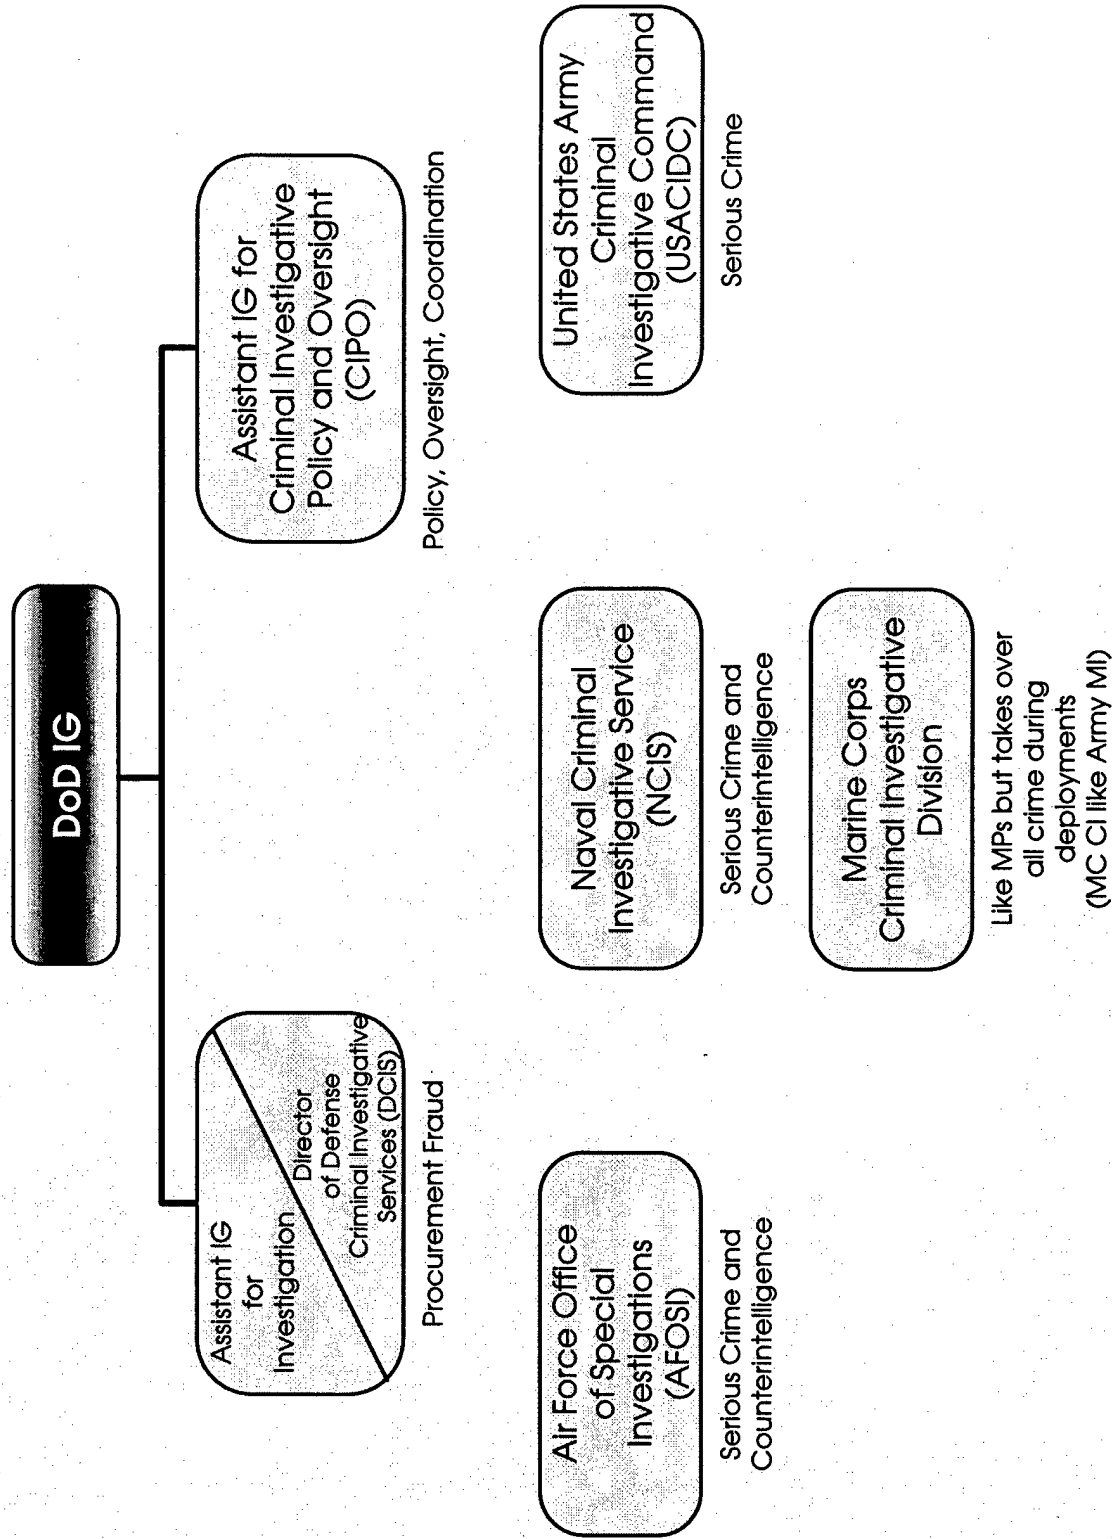 DoD IG
Assistant IG
for
Investigation
Director
of Defense
Criminal Investigative
Services (DCIS)
Procurement Fraud
Assistant IG for
Criminal Investigative
Policy and Oversight
(CIPO)
Policy, Oversight, Coordination
Air Force Office
of Special
Investigations
(AFOSI)
Serious Crime and
Counterintelligence
Naval Criminal
Investigative Service
(NCIS)
Serious Crime and
Counterintelligence
Marine Corps
Criminal Investigative
Division
Like MPs but takes over
all crime during
deployments
(MC CI like Army MI)
United States Army
Criminal
Investigative Command
(USACIDC)
Serious Crime